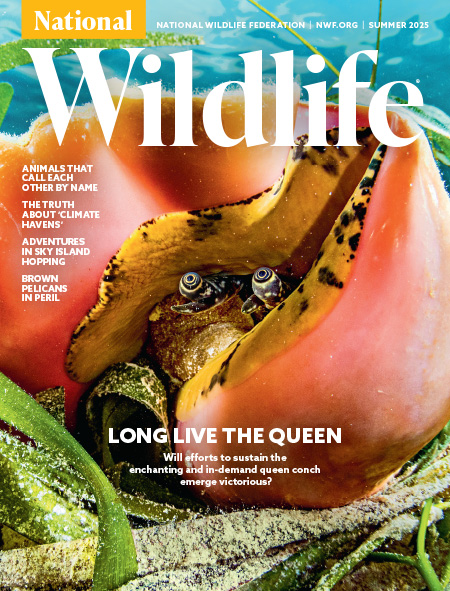 National
NATIONAL WILDLIFE FEDERATION | NWF.ORG | SUMMER 2025
Wildlife®
ANIMALS THAT
CALL EACH
OTHER BY NAME
THE TRUTH
ABOUT ‘CLIMATE
HAVENS’
ADVENTURES
IN SKY ISLAND
HOPPING
BROWN
PELICANS
IN PERIL
LONG LIVE THE QUEEN
Will efforts to sustain the
enchanting and in-demand queen conch
emerge victorious?